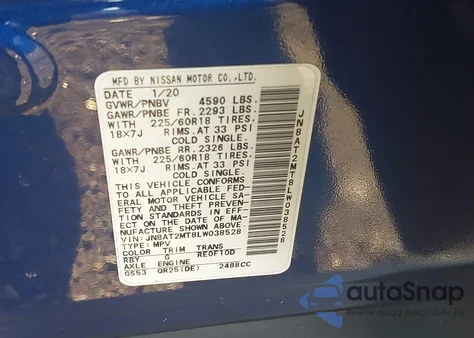 MFD BY NISSAN MOTOR CO.,LTD.
DATE 1/20
GVWR/PNBV 4590 LBS.
GAWR/PNBE FR. 2293 LBS.
WITH 225/60R18 TIRES,
18X7J RIMS.AT 33 PSI
COLD SINGLE.
GAWR/PNBE RR. 2326 LBS.
WITH 225/60R18 TIRES,
18X7J RIMS.AT 33 PSI
COLD SINGLE.
THIS VEHICLE CONFORMS
TO ALL APPLICABLE FED-
ERAL MOTOR VEHICLE SA-
FETY AND THEFT PREVEN-
TION STANDARDS IN EFF-
ECT ON THE DATE OF MA-
NUFACTURE SHOWN ABOVE
VIN: JN8AT2MT8LW038528
TYPE: MPV
COLOR TRIM TRANS
RBY G RE0F10D
AXLE ENGINE
GS53 QR25(DE) 2488CC
JN8AT2MT8LW038528
autoSnap